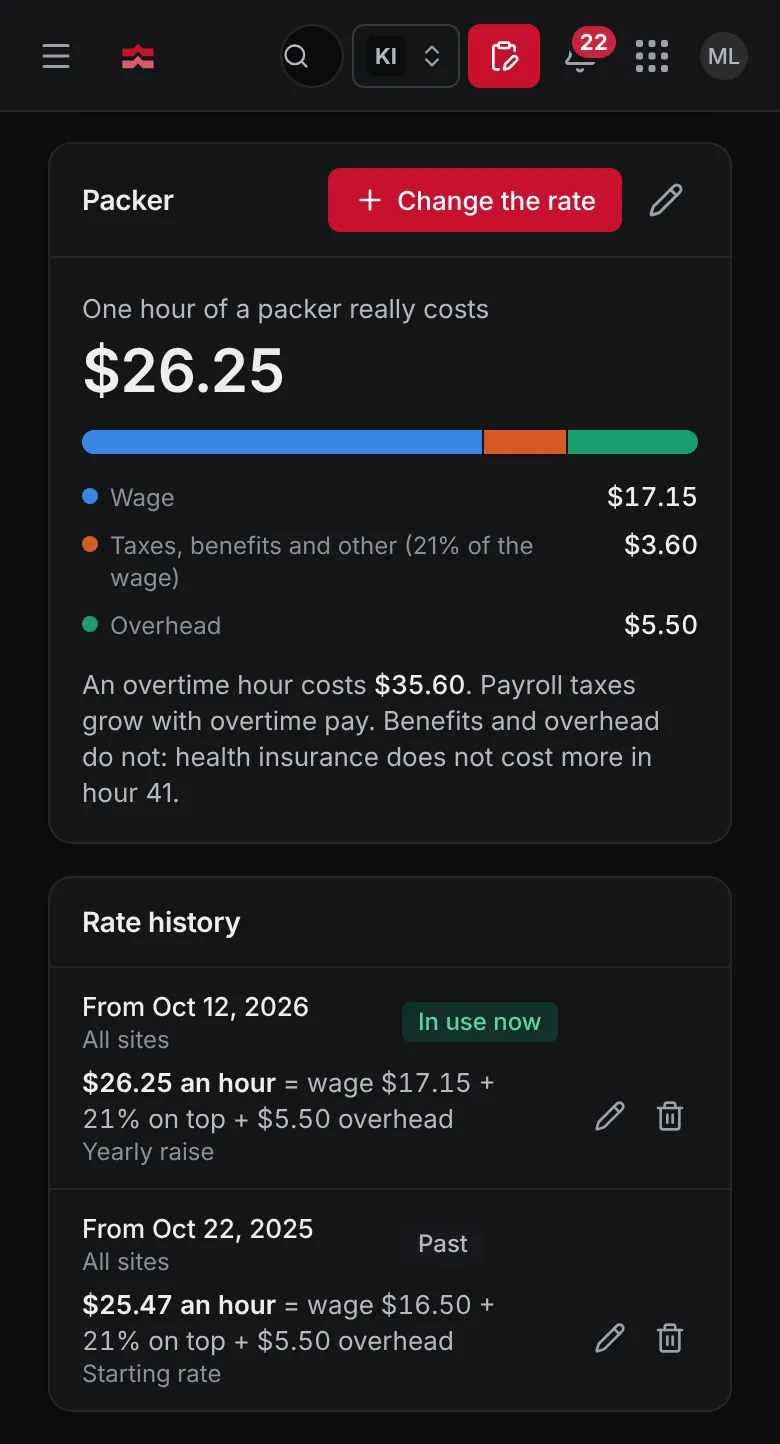 KI
22
ML
Packer
Change the rate
One hour of a packer really costs
$26.25
Wage $17.15
Taxes, benefits and other (21% of the wage) $3.60
Overhead $5.50
An overtime hour costs $35.60. Payroll taxes
grow with overtime pay. Benefits and overhead
do not: health insurance does not cost more in
hour 41.
Rate history
From Oct 12, 2026
All sites
In use now
$26.25 an hour = wage $17.15 +
21% on top + $5.50 overhead
Yearly raise
From Oct 22, 2025
All sites
Past
$25.47 an hour = wage $16.50 +
21% on top + $5.50 overhead
Starting rate